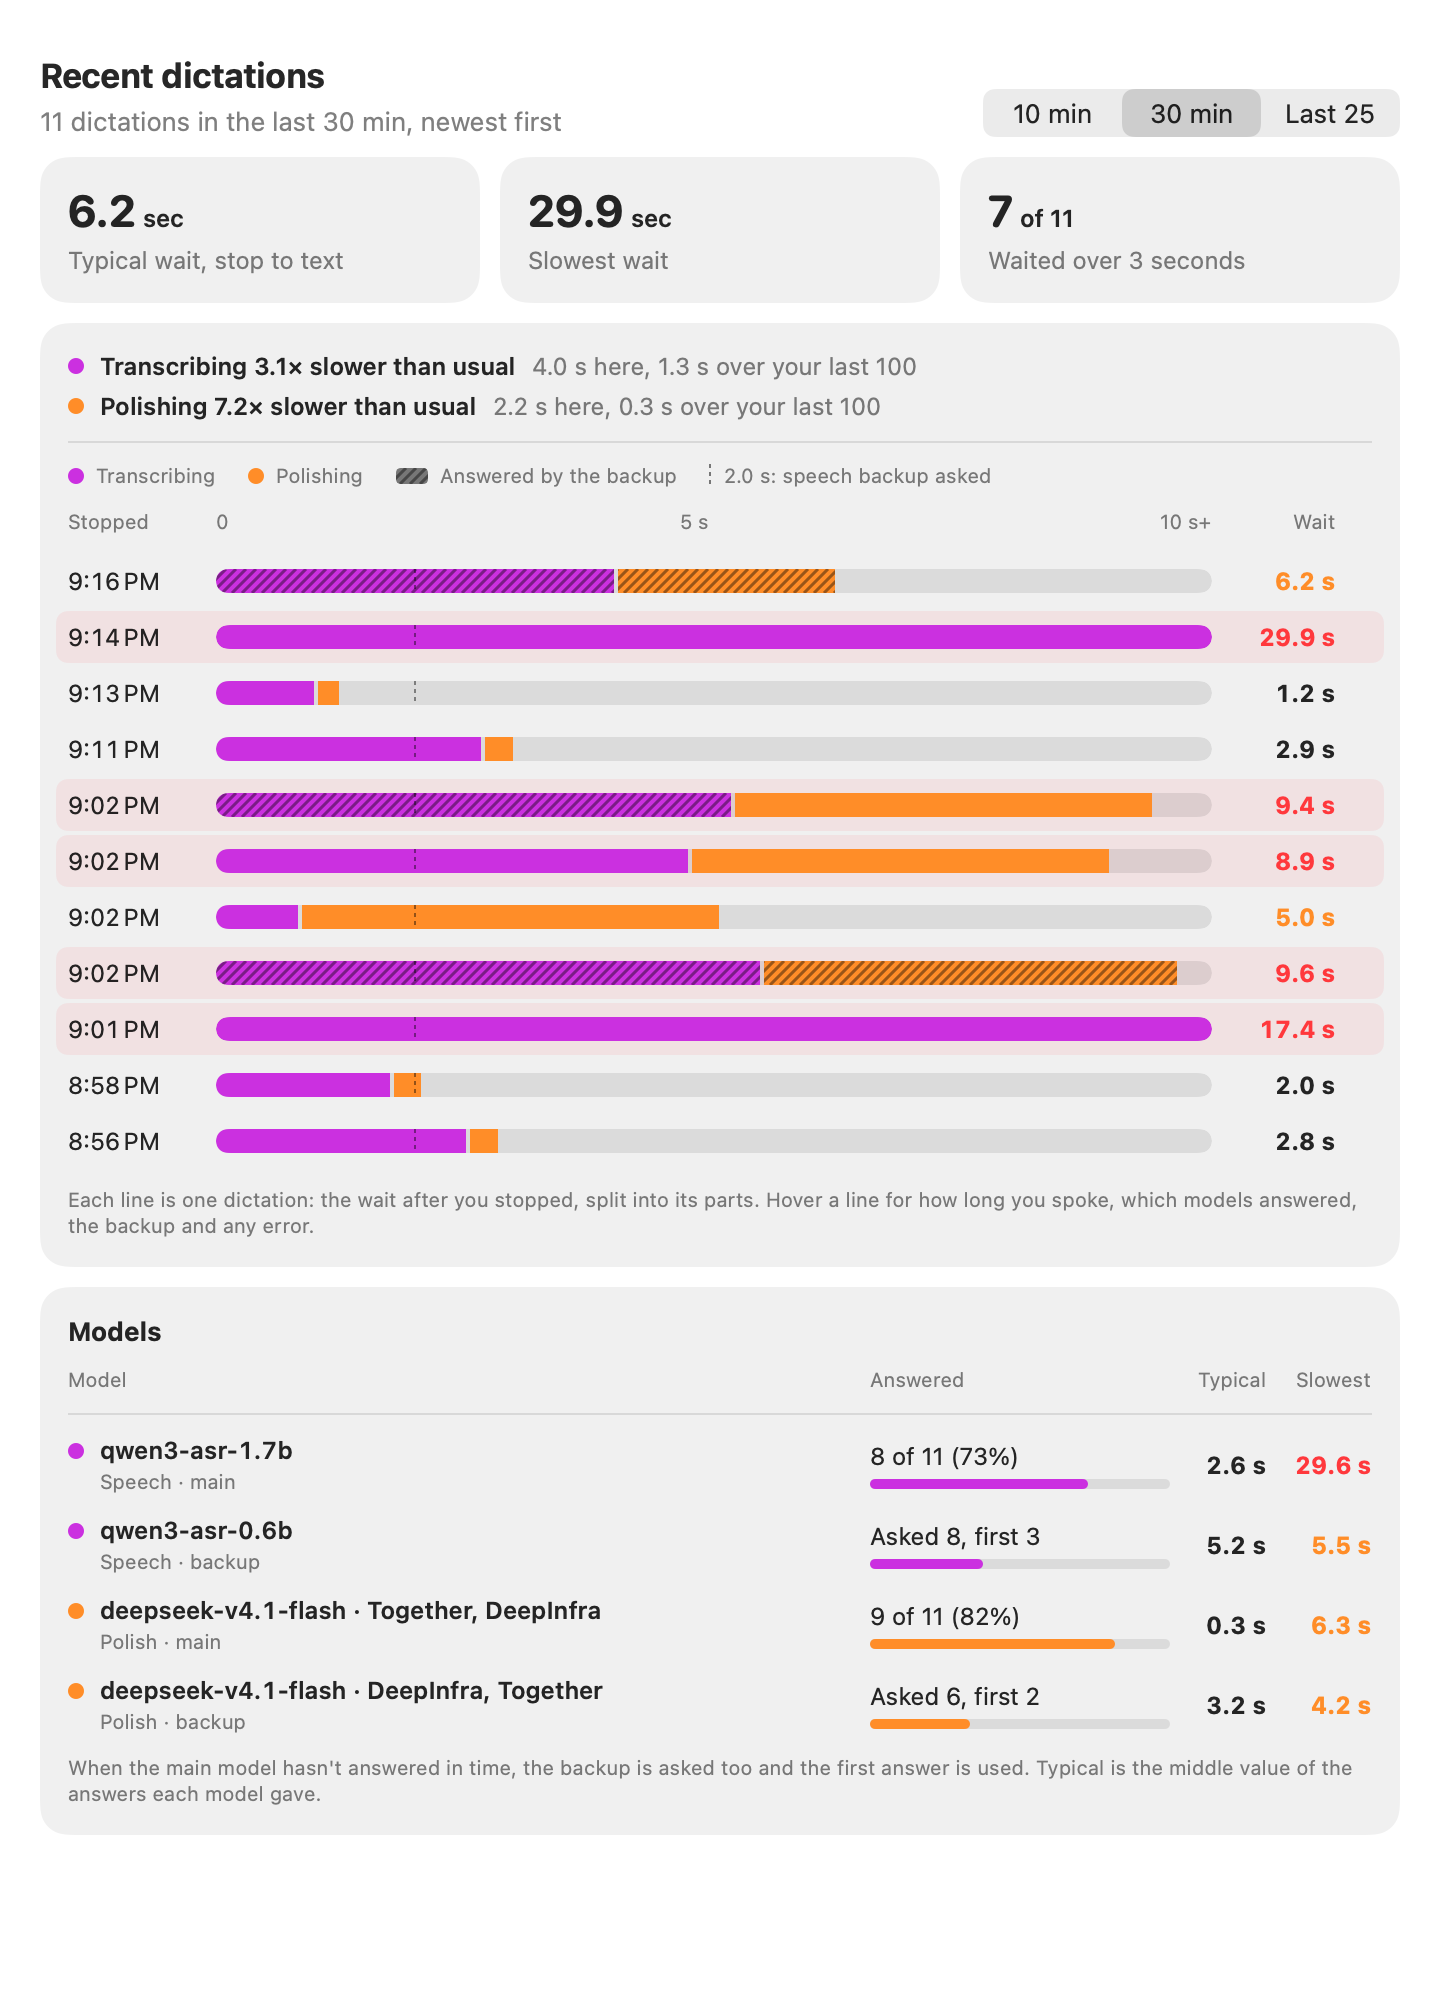 Recent dictations
11 dictations in the last 30 min, newest first
10 min 30 min Last 25
6.2 sec
Typical wait, stop to text
29.9 sec
Slowest wait
7 of 11
Waited over 3 seconds
Transcribing 3.1× slower than usual 4.0 s here, 1.3 s over your last 100
Polishing 7.2× slower than usual 2.2 s here, 0.3 s over your last 100
Transcribing Polishing Answered by the backup 2.0 s: speech backup asked
Stopped 0 5 s 10 s+ Wait
9:16 PM 6.2 s
9:14 PM 29.9 s
9:13 PM 1.2 s
9:11 PM 2.9 s
9:02 PM 9.4 s
9:02 PM 8.9 s
9:02 PM 5.0 s
9:02 PM 9.6 s
9:01 PM 17.4 s
8:58 PM 2.0 s
8:56 PM 2.8 s
Each line is one dictation: the wait after you stopped, split into its parts. Hover a line for how long you spoke, which models answered,
the backup and any error.
Models
Model Answered Typical Slowest
qwen3-asr-1.7b
Speech · main
8 of 11 (73%) 2.6 s 29.6 s
qwen3-asr-0.6b
Speech · backup
Asked 8, first 3 5.2 s 5.5 s
deepseek-v4.1-flash · Together, DeepInfra
Polish · main
9 of 11 (82%) 0.3 s 6.3 s
deepseek-v4.1-flash · DeepInfra, Together
Polish · backup
Asked 6, first 2 3.2 s 4.2 s
When the main model hasn't answered in time, the backup is asked too and the first answer is used. Typical is the middle value of the
answers each model gave.